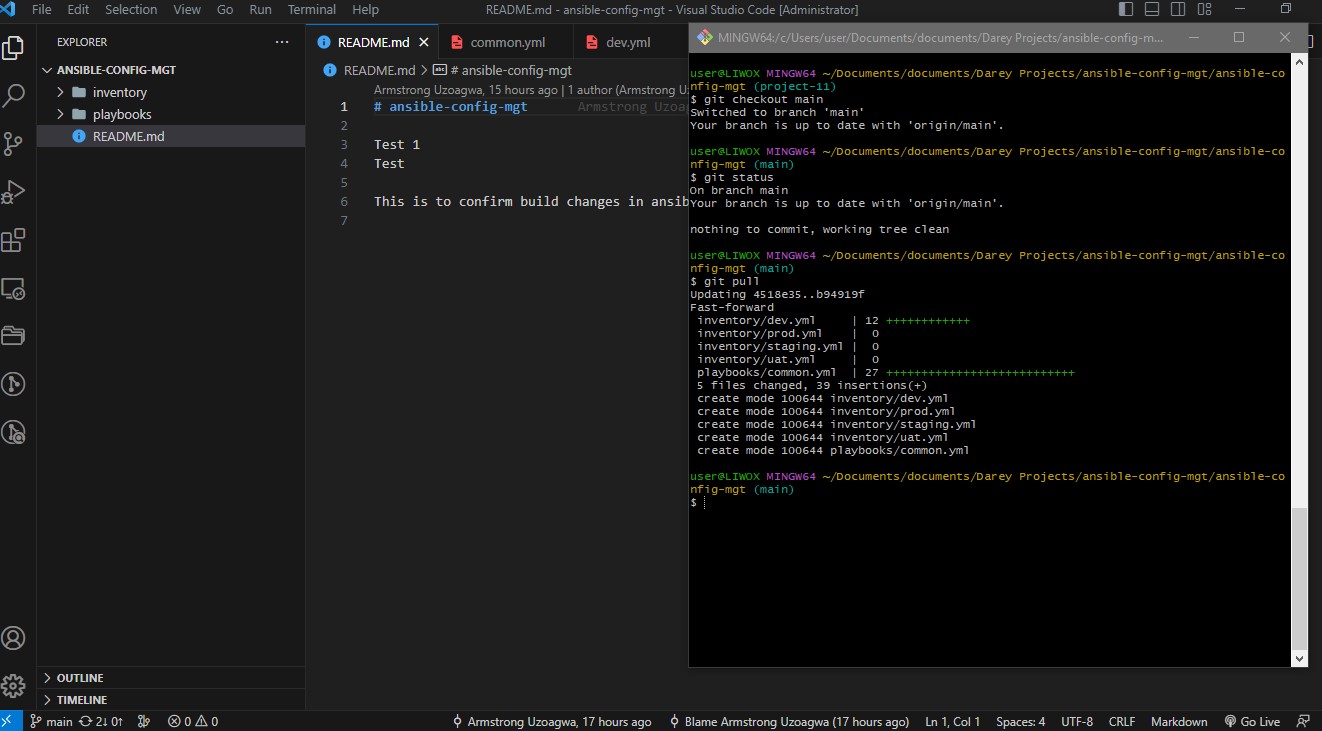 File Edit Selection View Go Run Terminal Help README.md - ansible-config-mgt - Visual Studio Code [Administrator]
EXPLORER
ANSIBLE-CONFIG-MGT
inventory
playbooks
README.md
OUTLINE
TIMELINE
README.md common.yml dev.yml
README.md > # ansible-config-mgt
Armstrong Uzoagwa, 15 hours ago | 1 author (Armstrong U
1 # ansible-config-mgt Armstrong Uzoa
2
3 Test 1
4 Test
5
6 This is to confirm build changes in ansib
7
MINGW64:/c/Users/user/Documents/documents/Darey Projects/ansible-config-m...
user@LIWOX MINGW64 ~/Documents/documents/Darey Projects/ansible-config-mgt/ansible-co
nfig-mgt (project-11)
$ git checkout main
Switched to branch 'main'
Your branch is up to date with 'origin/main'.
user@LIWOX MINGW64 ~/Documents/documents/Darey Projects/ansible-config-mgt/ansible-co
nfig-mgt (main)
$ git status
On branch main
Your branch is up to date with 'origin/main'.
nothing to commit, working tree clean
user@LIWOX MINGW64 ~/Documents/documents/Darey Projects/ansible-config-mgt/ansible-co
nfig-mgt (main)
$ git pull
Updating 4518e35..b94919f
Fast-forward
inventory/dev.yml | 12 ++++++++++++
inventory/prod.yml | 0
inventory/staging.yml | 0
inventory/uat.yml | 0
playbooks/common.yml | 27 +++++++++++++++++++++++++++
5 files changed, 39 insertions(+)
create mode 100644 inventory/dev.yml
create mode 100644 inventory/prod.yml
create mode 100644 inventory/staging.yml
create mode 100644 inventory/uat.yml
create mode 100644 playbooks/common.yml
user@LIWOX MINGW64 ~/Documents/documents/Darey Projects/ansible-config-mgt/ansible-co
nfig-mgt (main)
$
main 2↓ 0↑ 0 0 Armstrong Uzoagwa, 17 hours ago Blame Armstrong Uzoagwa (17 hours ago) Ln 1, Col 1 Spaces: 4 UTF-8 CRLF Markdown Go Live